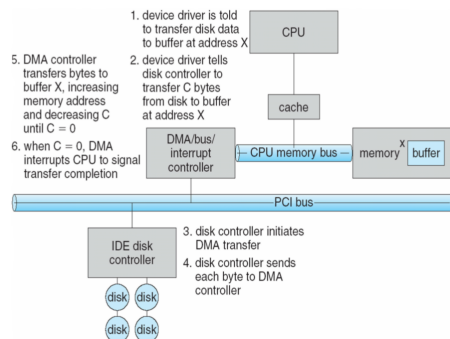 1. device driver is told
to transfer disk data
to buffer at address X
CPU
5. DMA controller
transfers bytes to
buffer X, increasing
memory address
and decreasing C
until C = 0
2. device driver tells
disk controller to
transfer C bytes
from disk to buffer
at address X
cache
6. when C = 0, DMA
interrupts CPU to signal
transfer completion
DMA/bus/
interrupt
controller
CPU memory bus
memory
X
buffer
PCI bus
IDE disk
controller
3. disk controller initiates
DMA transfer
4. disk controller sends
each byte to DMA
controller
disk disk
disk disk